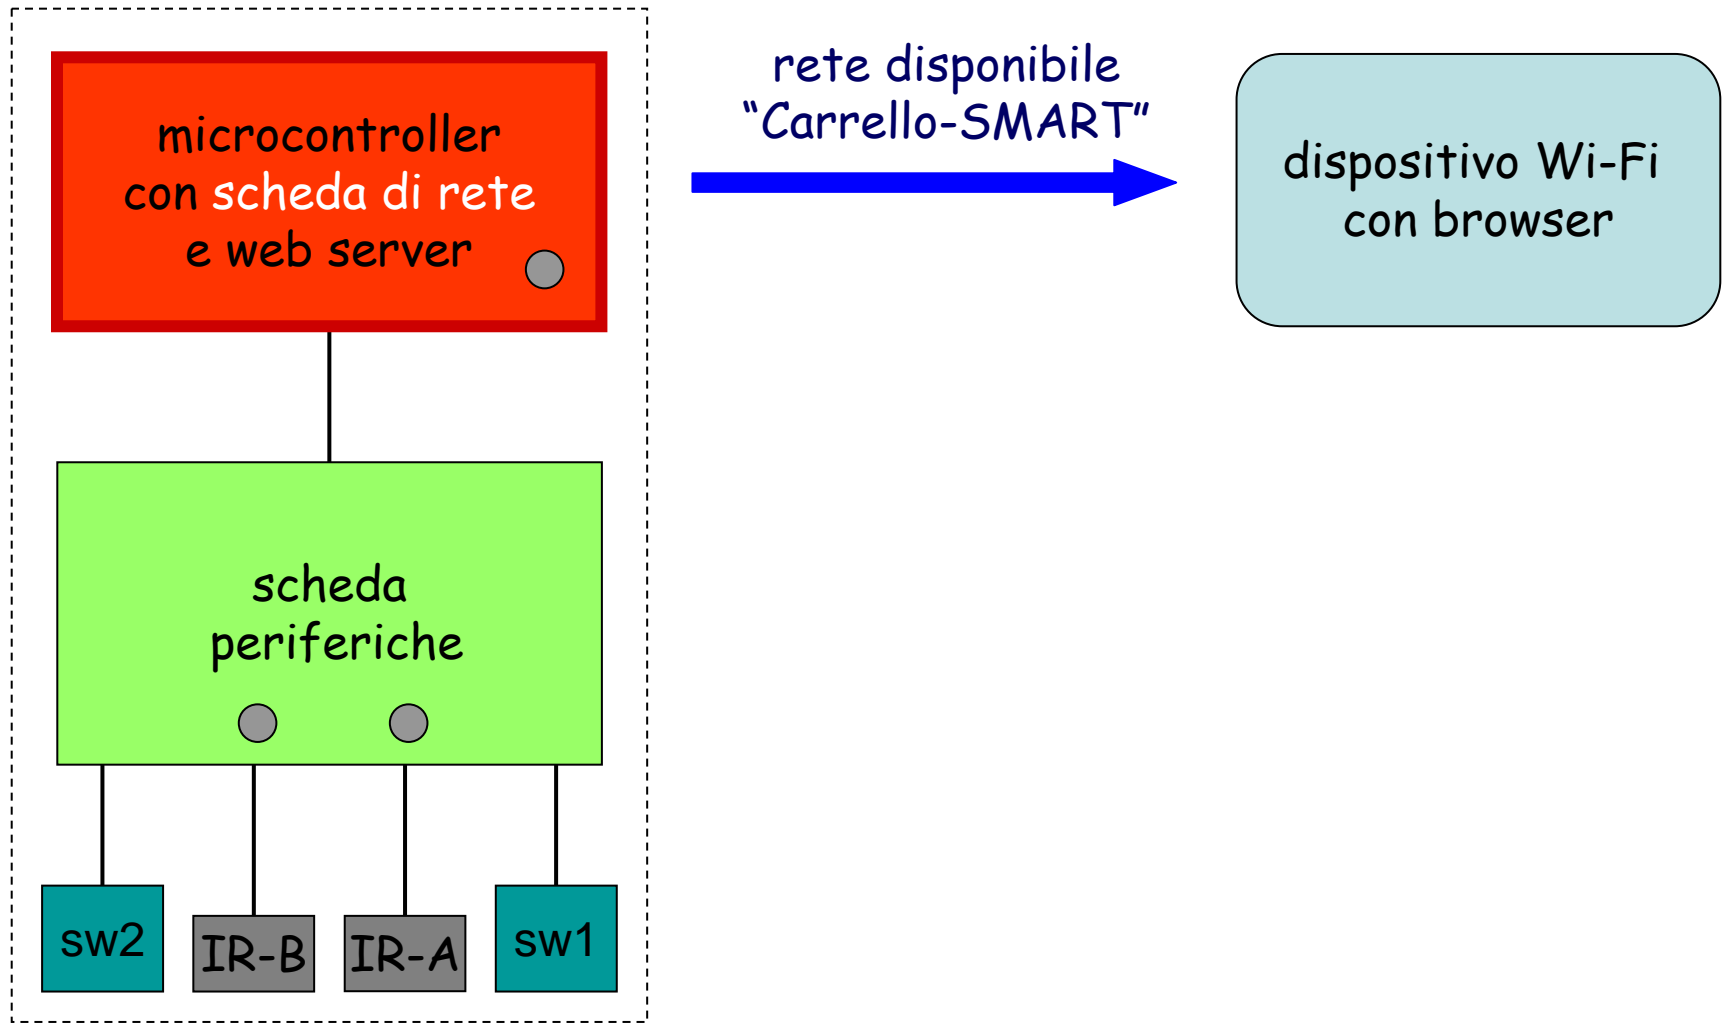 microcontroller
con scheda di rete
e web server
rete disponibile
“Carrello-SMART”
dispositivo Wi-Fi
con browser
scheda
periferiche
sw2
IR-B
IR-A
sw1